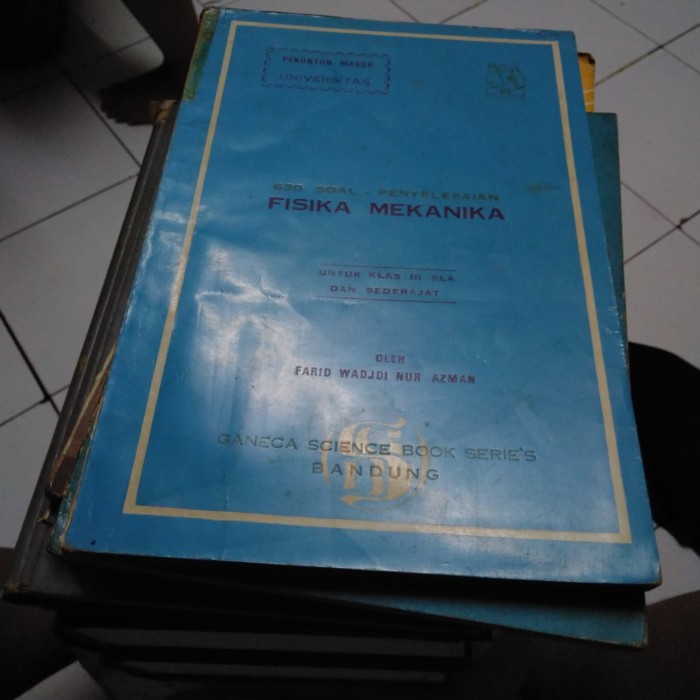 PENUNTUN MASUK
UNIVERSITAS
630 SOAL - PENYELESAIAN
FISIKA MEKANIKA
UNTUK KLAS III SLA
DAN SEDERAJAT
OLEH
FARID WADJDI NUR AZMAN
GANECA SCIENCE BOOK SERIE'S
BANDUNG